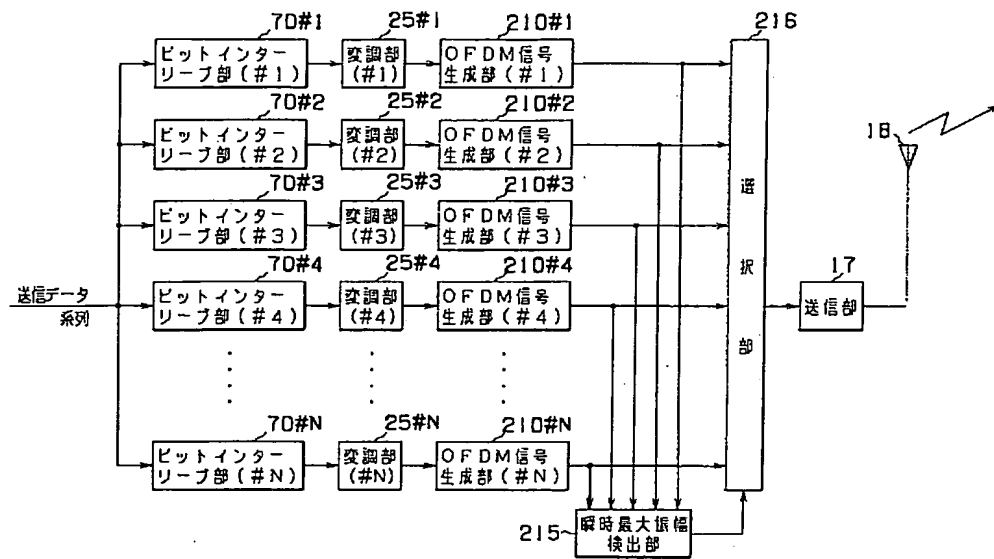 70#1 25#1 210#1 216
ビットインター 変調部 OFDM信号
リーブ部(#1) (#1) 生成部(#1)
70#2 25#2 210#2
ビットインター 変調部 OFDM信号
リーブ部(#2) (#2) 生成部(#2)
18
70#3 25#3 210#3
ビットインター 変調部 OFDM信号
リーブ部(#3) (#3) 生成部(#3)
選択部
70#4 25#4 210#4 17
送信データ
系列
ビットインター 変調部 OFDM信号
リーブ部(#4) (#4) 生成部(#4)
送信部
70#N 25#N 210#N
ビットインター 変調部 OFDM信号
リーブ部(#N) (#N) 生成部(#N)
215 瞬時最大振幅
検出部